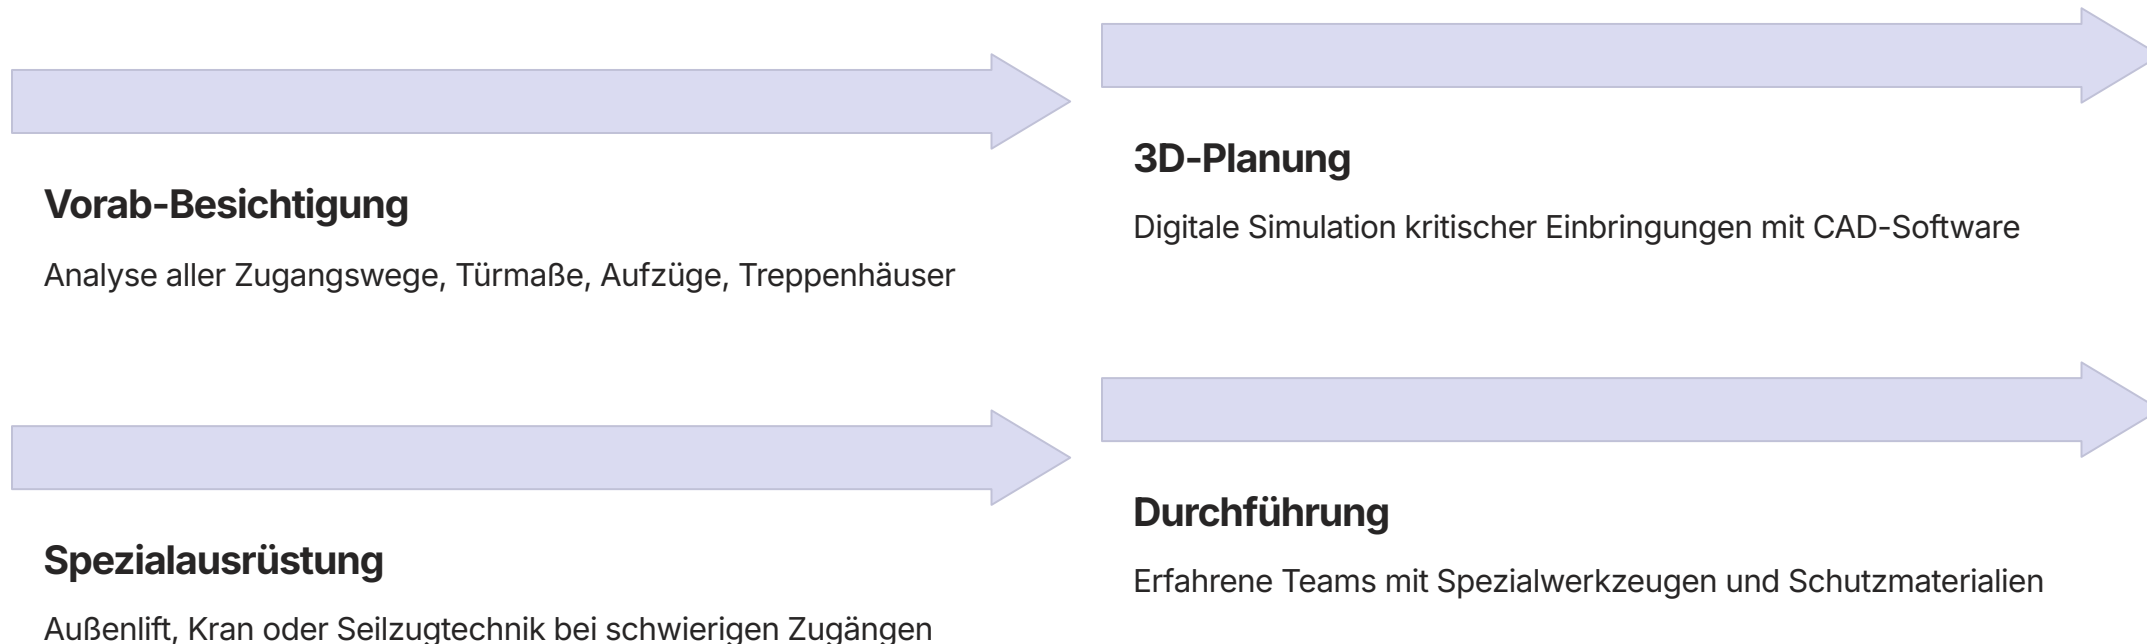 Vorab-Besichtigung
Analyse aller Zugangswege, Türmaße, Aufzüge, Treppenhäuser
3D-Planung
Digitale Simulation kritischer Einbringungen mit CAD-Software
Spezialausrüstung
Außenlift, Kran oder Seilzugtechnik bei schwierigen Zugängen
Durchführung
Erfahrene Teams mit Spezialwerkzeugen und Schutzmaterialien